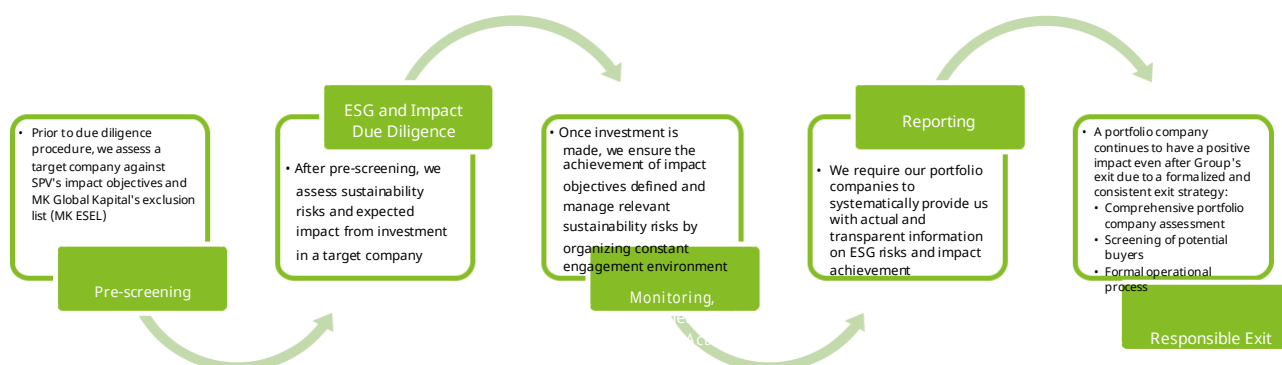 • Prior to due diligence
procedure, we assess a
target company against
SPV's impact objectives and
MK Global Kapital's exclusion
list (MK ESEL)
Pre-screening
ESG and Impact
Due Diligence
• After pre-screening, we
assess sustainability
risks and expected
impact from investment
in a target company
• Once investment is
made, we ensure the
achievement of impact
objectives defined and
manage relevant
sustainability risks by
organizing constant
engagement environment
Monitoring,
Reporting
• We require our portfolio
companies to
systematically provide us
with actual and
transparent information
on ESG risks and impact
achievement
• A portfolio company
continues to have a positive
impact even after Group's
exit due to a formalized and
consistent exit strategy:
• Comprehensive portfolio
company assessment
• Screening of potential
buyers
• Formal operational
process
Responsible Exit